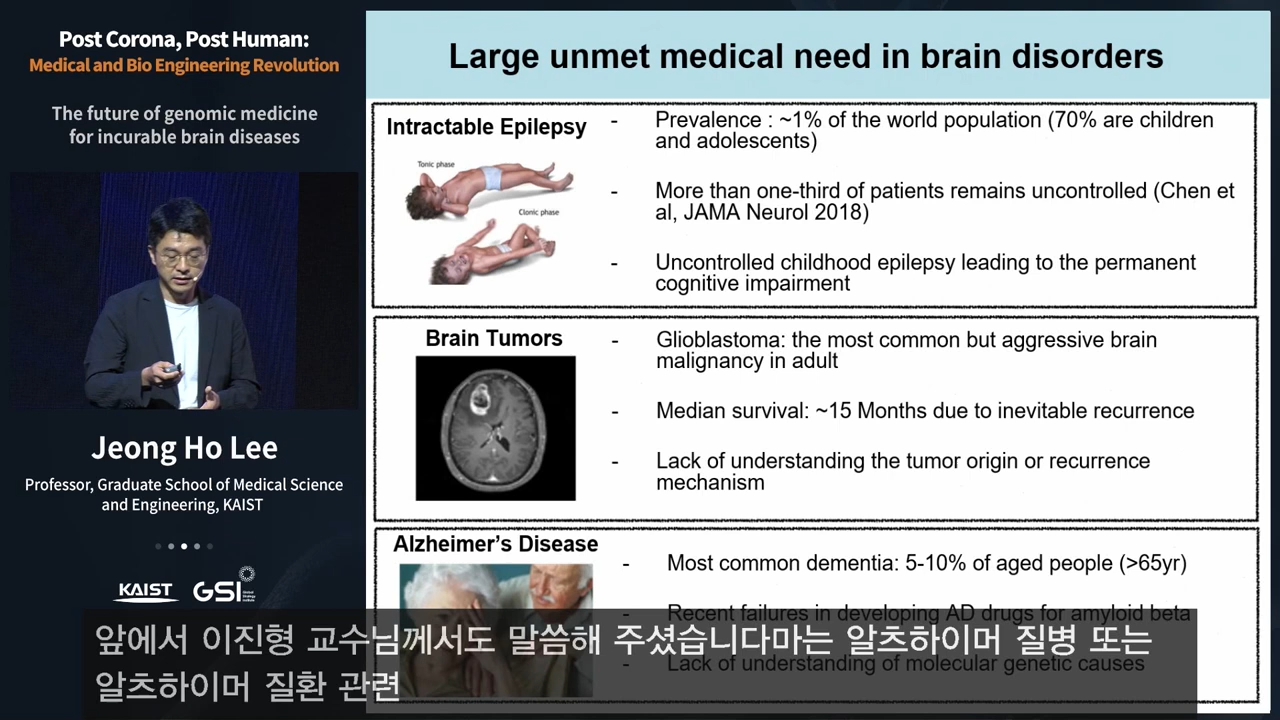 Post Corona, Post Human:
Medical and Bio Engineering Revolution
The future of genomic medicine
for incurable brain diseases
Jeong Ho Lee
Professor, Graduate School of Medical Science
and Engineering, KAIST
KAIST
GSI
Global
Strategy
Institute
Large unmet medical need in brain disorders
Intractable Epilepsy
Tonic phase
Clonic phase
- Prevalence : ~1% of the world population (70% are children
and adolescents)
- More than one-third of patients remains uncontrolled (Chen et
al, JAMA Neurol 2018)
- Uncontrolled childhood epilepsy leading to the permanent
cognitive impairment
Brain Tumors
- Glioblastoma: the most common but aggressive brain
malignancy in adult
- Median survival: ~15 Months due to inevitable recurrence
- Lack of understanding the tumor origin or recurrence
mechanism
Alzheimer's Disease
- Most common dementia: 5-10% of aged people (>65yr)
- Recent failures in developing AD drugs for amyloid beta
- Lack of understanding of molecular genetic causes
앞에서 이진형 교수님께서도 말씀해 주셨습니다마는 알츠하이머 질병 또는
알츠하이머 질환 관련